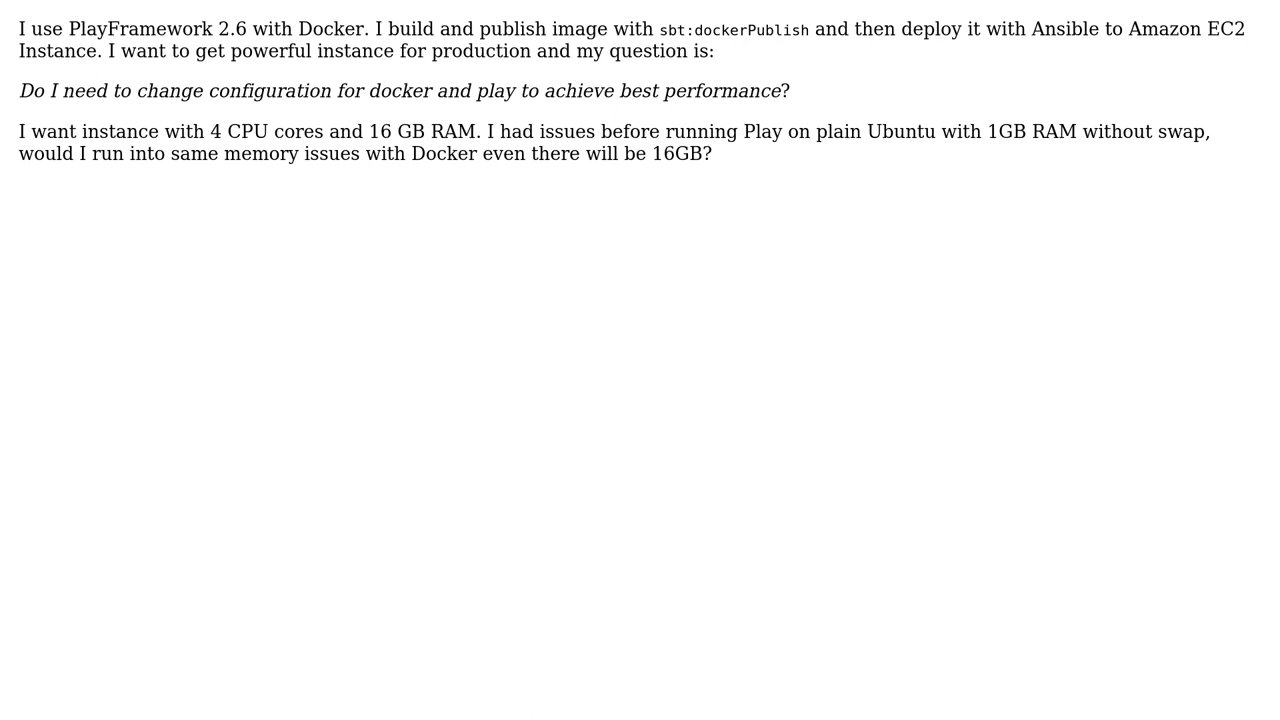 I use PlayFramework 2.6 with Docker. I build and publish image with sbt:dockerPublish and then deploy it with Ansible to Amazon EC2
Instance. I want to get powerful instance for production and my question is:
Do I need to change configuration for docker and play to achieve best performance?
I want instance with 4 CPU cores and 16 GB RAM. I had issues before running Play on plain Ubuntu with 1GB RAM without swap,
would I run into same memory issues with Docker even there will be 16GB?